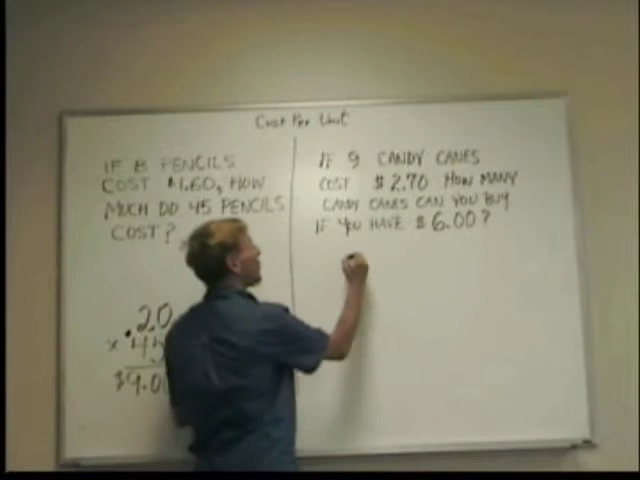 Cost Per Unit
IF 8 PENCILS
COST $1.60, HOW
MUCH DO 45 PENCILS
COST?
.20
x 45
$9.00
IF 9 CANDY CANES
COST $2.70 HOW MANY
CANDY CANES CAN YOU BUY
IF YOU HAVE $6.00?